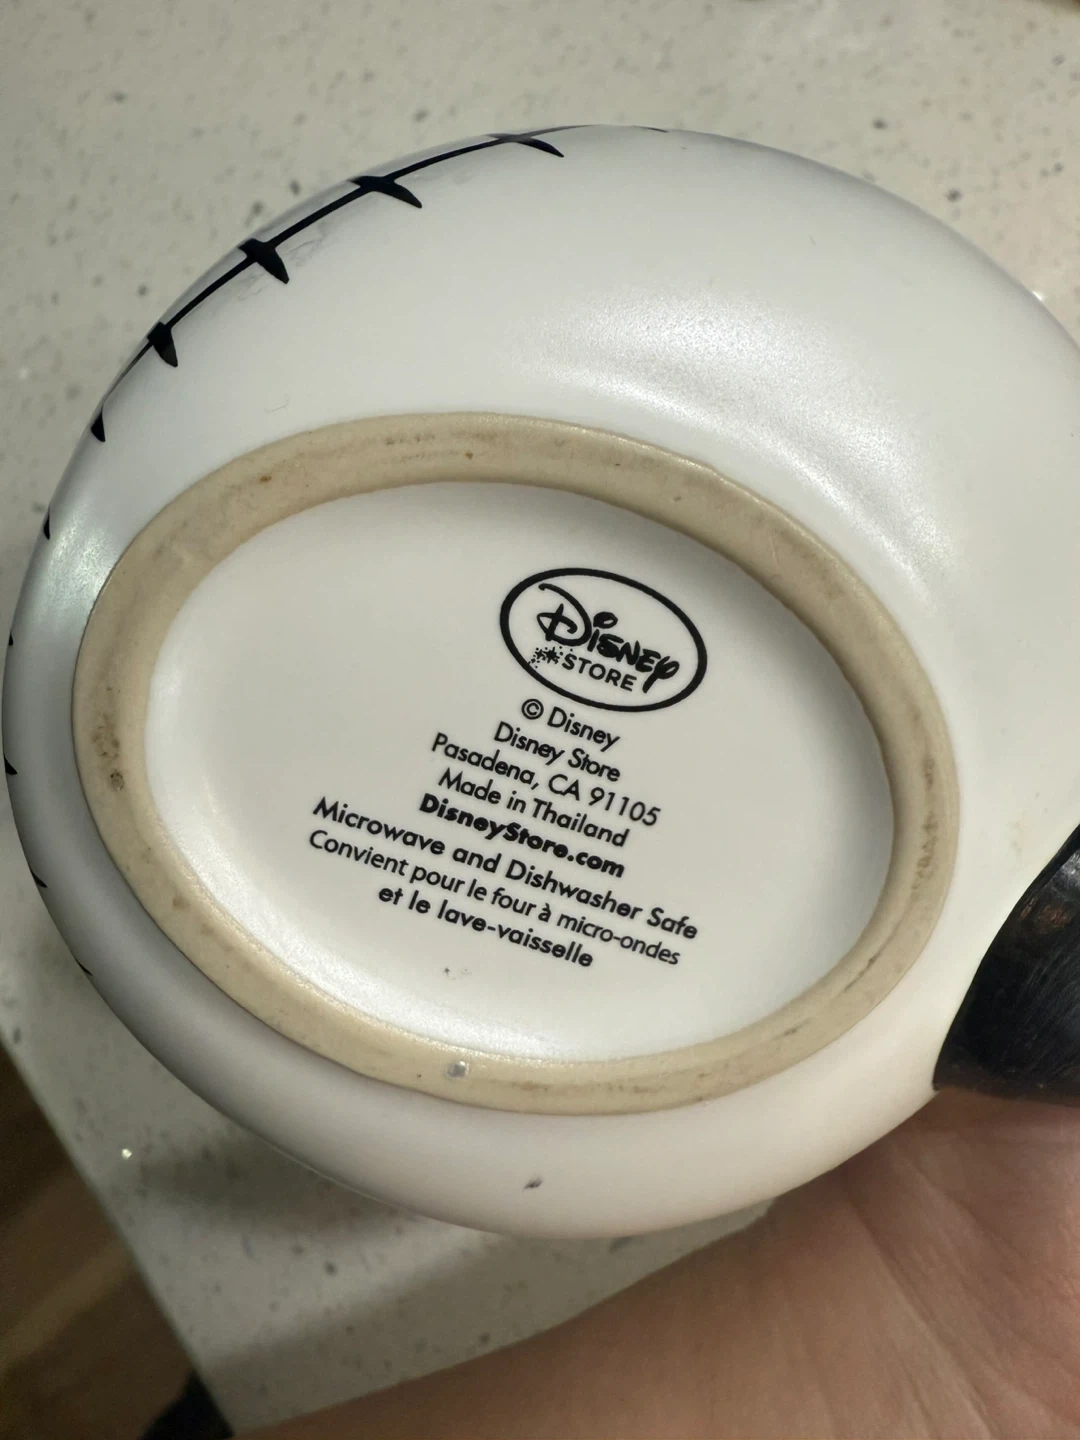 Disney
STORE
© Disney
Disney Store
Pasadena, CA 91105
Made in Thailand
DisneyStore.com
Microwave and Dishwasher Safe
Convient pour le four à micro-ondes
et le lave-vaisselle